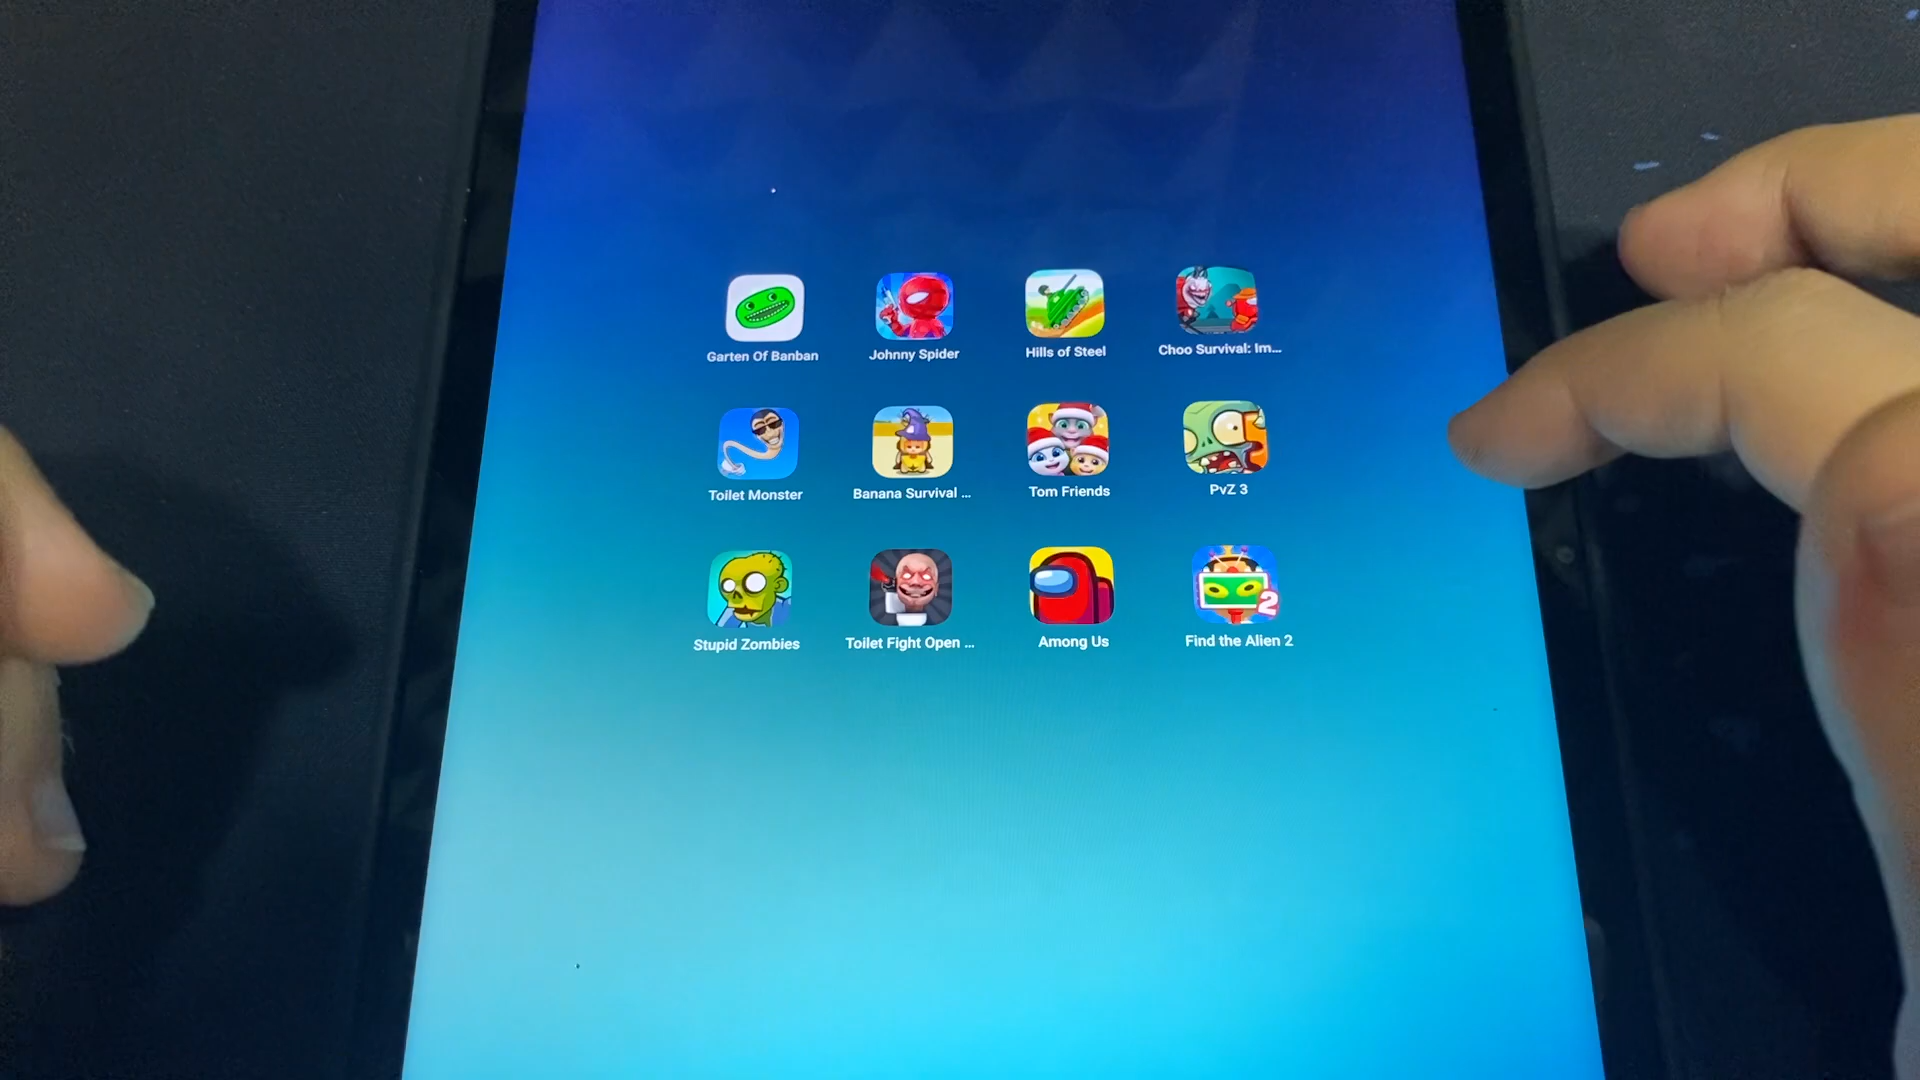 Garten Of Banban
Johnny Spider
Hills of Steel
Choo Survival: Im...
Toilet Monster
Banana Survival ...
Tom Friends
PvZ 3
Stupid Zombies
Toilet Fight Open ...
Among Us
2
Find the Alien 2